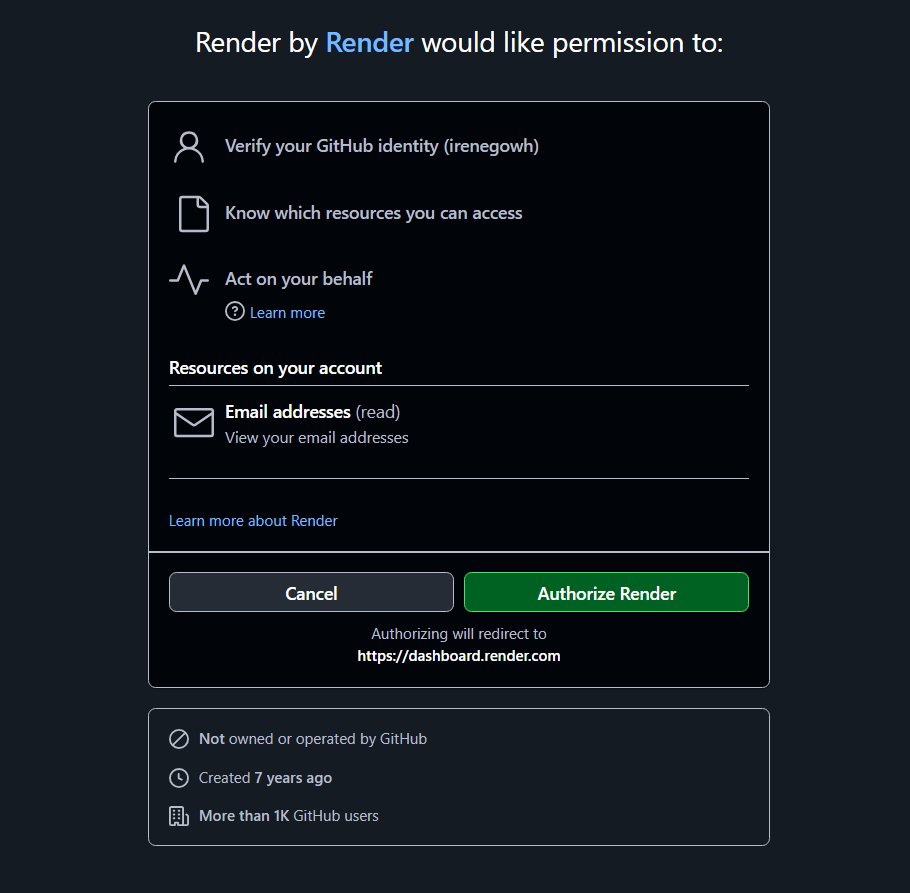 Render by Render would like permission to:
Verify your GitHub identity (irenegowh)
Know which resources you can access
Act on your behalf
Learn more
Resources on your account
Email addresses (read)
View your email addresses
Learn more about Render
Cancel
Authorize Render
Authorizing will redirect to
https://dashboard.render.com
Not owned or operated by GitHub
Created 7 years ago
More than 1K GitHub users